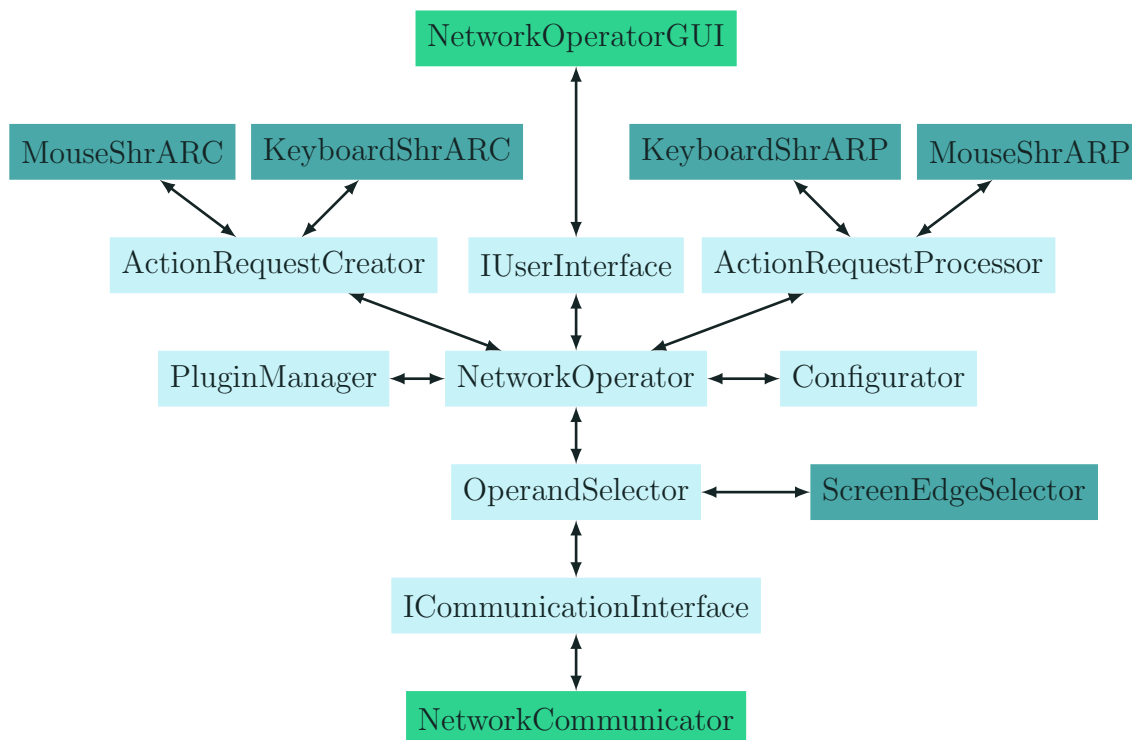 NetworkOperatorGUI
MouseShrARC
KeyboardShrARC
KeyboardShrARP
MouseShrARP
ActionRequestCreator
IUserInterface
ActionRequestProcessor
PluginManager
NetworkOperator
Configurator
OperandSelector
ScreenEdgeSelector
ICommunicationInterface
NetworkCommunicator